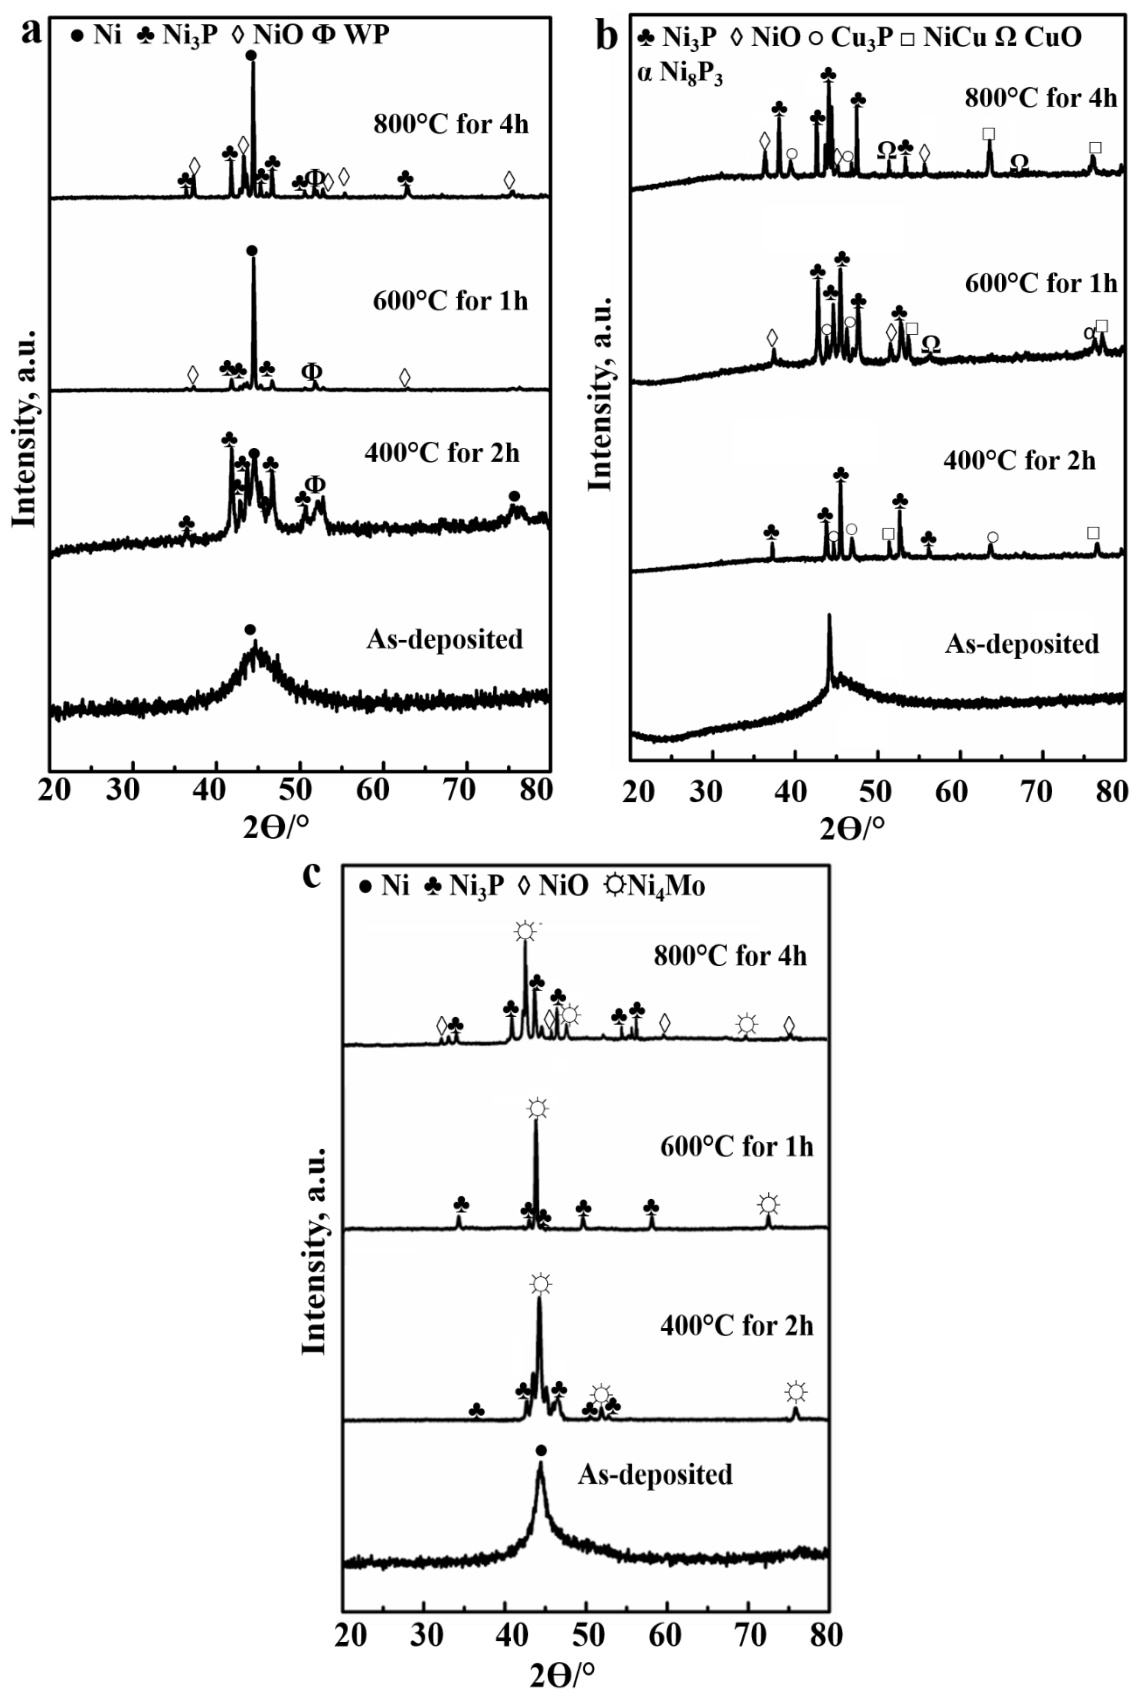 a
● Ni ♣ Ni₃P ◊ NiO Φ WP
800°C for 4h
Φ
600°C for 1h
Φ
400°C for 2h
Φ
As-deposited
Intensity, a.u.
20 30 40 50 60 70 80
2Θ/°
b
♣ Ni₃P ◊ NiO ○ Cu₃P □ NiCu Ω CuO
α Ni₈P₃
800°C for 4h
Ω Ω
600°C for 1h
Ω α
400°C for 2h
As-deposited
Intensity, a.u.
20 30 40 50 60 70 80
2Θ/°
c
● Ni ♣ Ni₃P ◊ NiO ☼ Ni₄Mo
800°C for 4h
600°C for 1h
400°C for 2h
As-deposited
Intensity, a.u.
20 30 40 50 60 70 80
2Θ/°